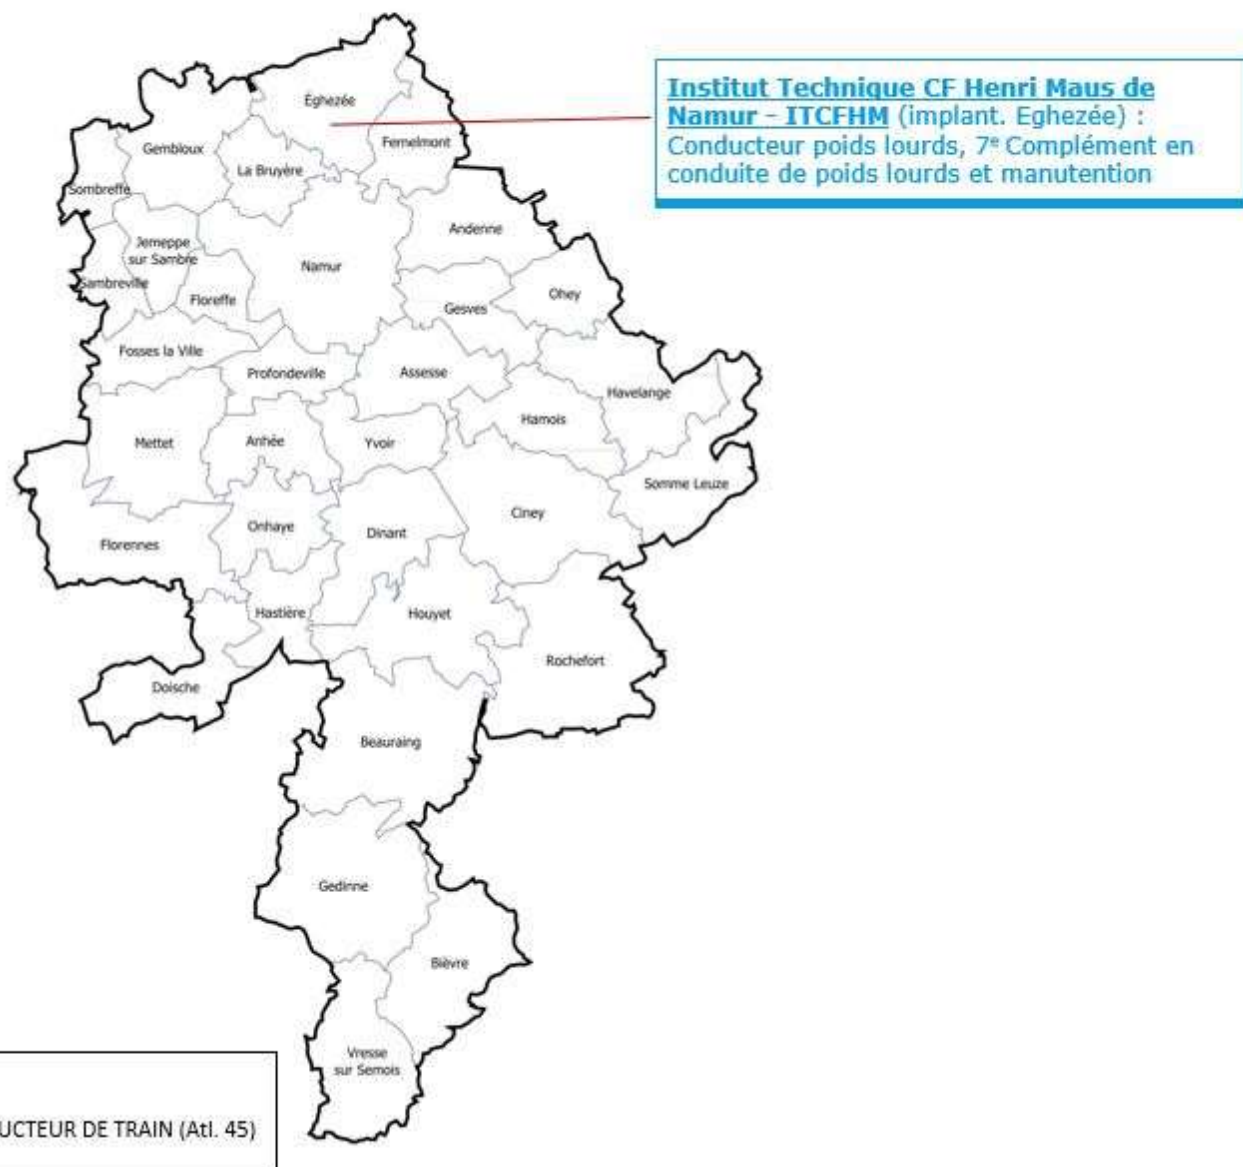 Institut Technique CF Henri Maus de
Namur - ITCFHM (implant. Eghezée) :
Conducteur poids lourds, 7e Complément en
conduite de poids lourds et manutention
Éghezée
Gembloux
Fernelmont
La Bruyère
Sombreffe
Andenne
Jemeppe
sur Sambre
Namur
Sambreville
Floreffe
Ohey
Gesves
Fosses la Ville
Profondeville
Assesse
Havelange
Hamois
Mettet
Anhée
Yvoir
Somme Leuze
Ciney
Onhaye
Dinant
Florennes
Hastière
Houyet
Rochefort
Doische
Beauraing
Gedinne
Bièvre
Vresse
sur Semois
UCTEUR DE TRAIN (Atl. 45)